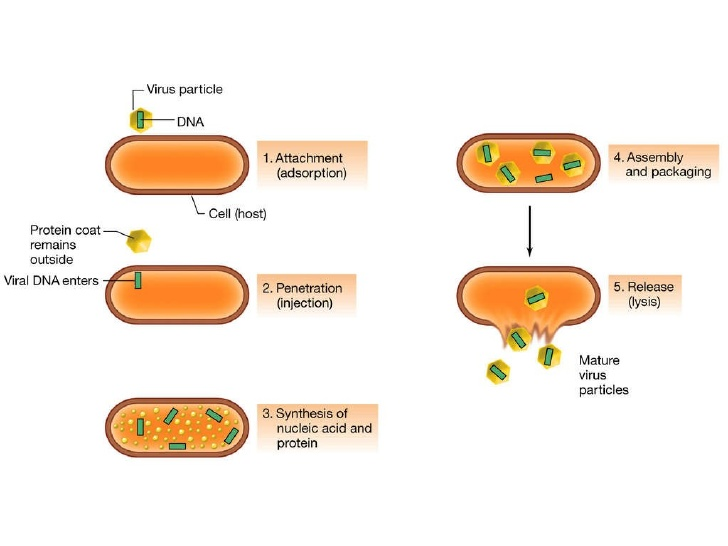 Virus particle
DNA
1. Attachment
(adsorption)
Cell (host)
Protein coat
remains
outside
Viral DNA enters
2. Penetration
(injection)
3. Synthesis of
nucleic acid and
protein
4. Assembly
and packaging
5. Release
(lysis)
Mature
virus
particles